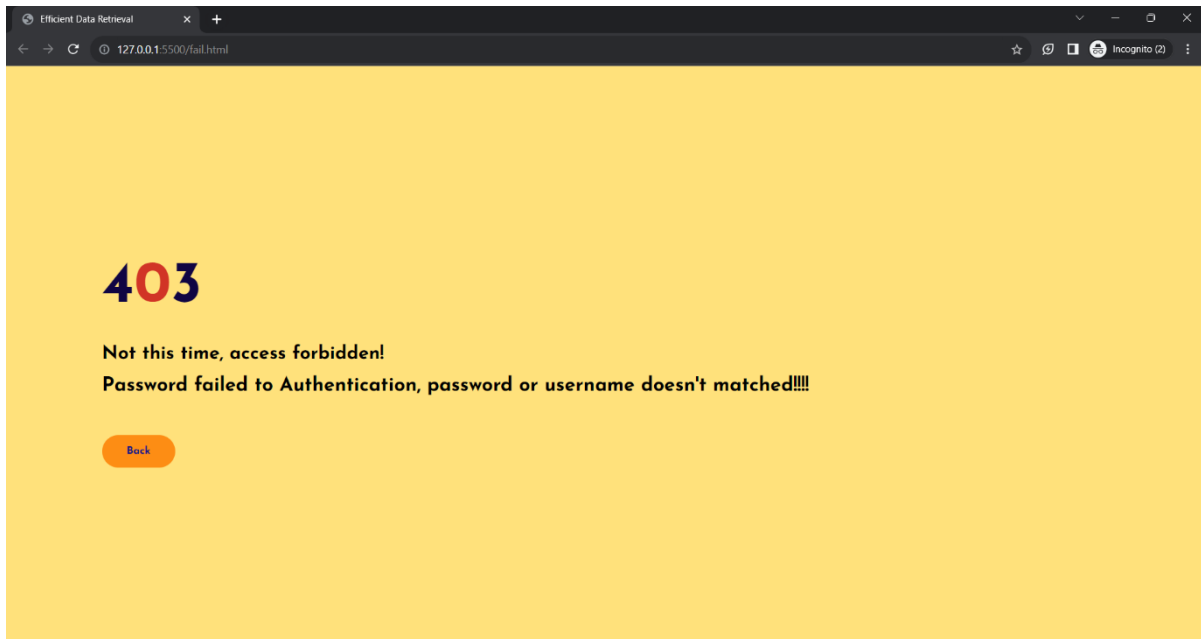 Efficient Data Retrieval
127.0.0.1:5500/fail.html
Incognito (2)
403
Not this time, access forbidden!
Password failed to Authentication, password or username doesn't matched!!!!
Back